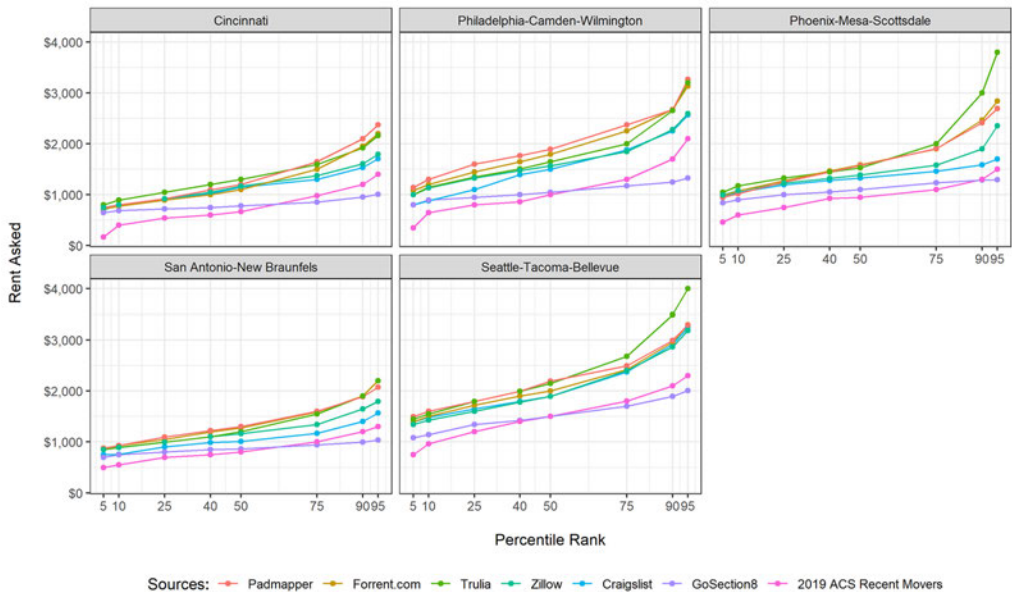 Cincinnati
Philadelphia-Camden-Wilmington
Phoenix-Mesa-Scottsdale
$4,000
$3,000
$2,000
$1,000
$0
5 10 25 40 50 75 90 95
San Antonio-New Braunfels
Seattle-Tacoma-Bellevue
$4,000
$3,000
$2,000
$1,000
$0
5 10 25 40 50 75 90 95
5 10 25 40 50 75 90 95
Rent Asked
Percentile Rank
Sources: Padmapper Forrent.com Trulia Zillow Craigslist GoSection8 2019 ACS Recent Movers